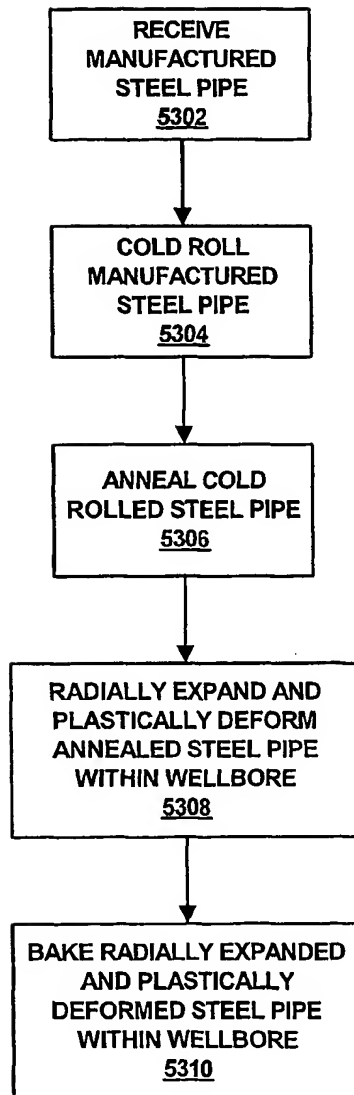 RECEIVE
MANUFACTURED
STEEL PIPE
5302
COLD ROLL
MANUFACTURED
STEEL PIPE
5304
ANNEAL COLD
ROLLED STEEL PIPE
5306
RADIALLY EXPAND AND
PLASTICALLY DEFORM
ANNEALED STEEL PIPE
WITHIN WELLBORE
5308
BAKE RADIALLY EXPANDED
AND PLASTICALLY
DEFORMED STEEL PIPE
WITHIN WELLBORE
5310